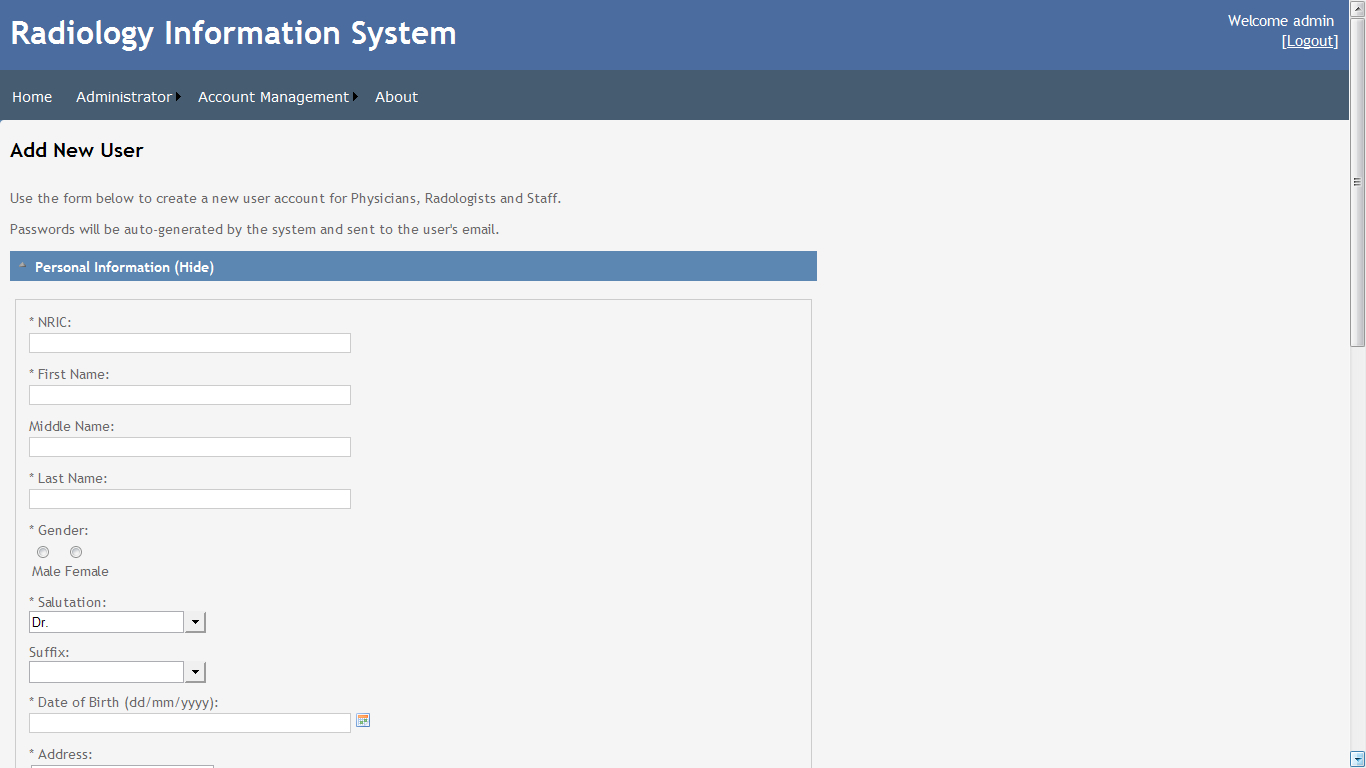 Radiology Information System
Welcome admin
[Logout]
Home Administrator Account Management About
Add New User
Use the form below to create a new user account for Physicians, Radologists and Staff.
Passwords will be auto-generated by the system and sent to the user's email.
Personal Information (Hide)
* NRIC:
* First Name:
Middle Name:
* Last Name:
* Gender:
Male Female
* Salutation:
Dr.
Suffix:
* Date of Birth (dd/mm/yyyy):
* Address: